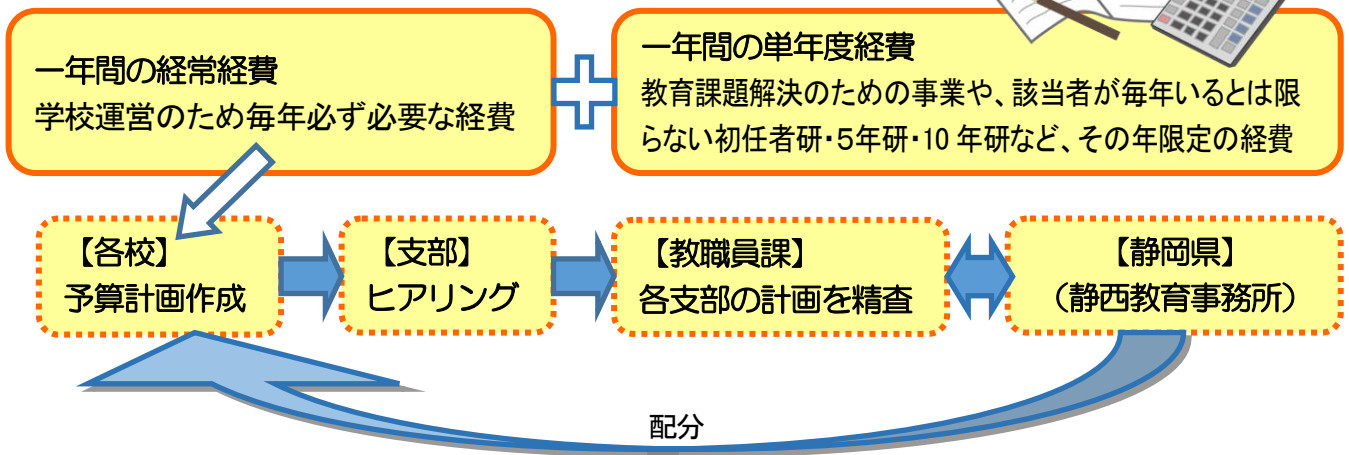 一年間の経常経費
学校運営のため毎年必ず必要な経費
一年間の単年度経費
教育課題解決のための事業や、該当者が毎年いるとは限
らない初任者研・5年研・10 年研など、その年限定の経費
【各校】
予算計画作成
【支部】
ヒアリング
【教職員課】
各支部の計画を精査
【静岡県】
（静西教育事務所）
配分